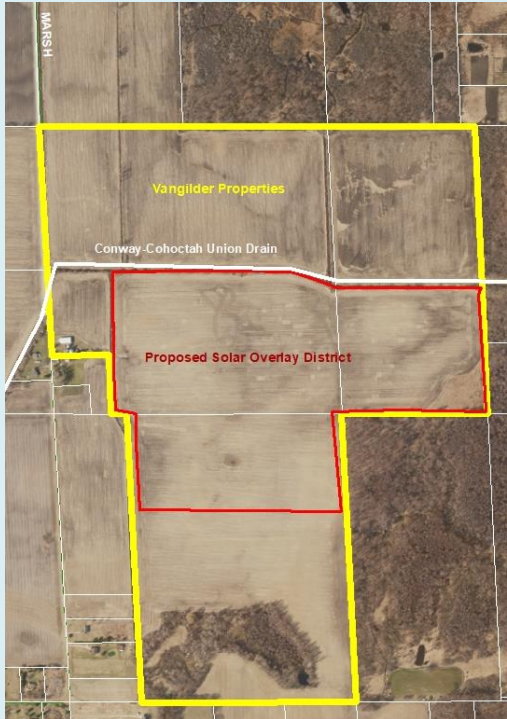 MARSH
Vangilder Properties
Conway-Cohoctah Union Drain
Proposed Solar Overlay District